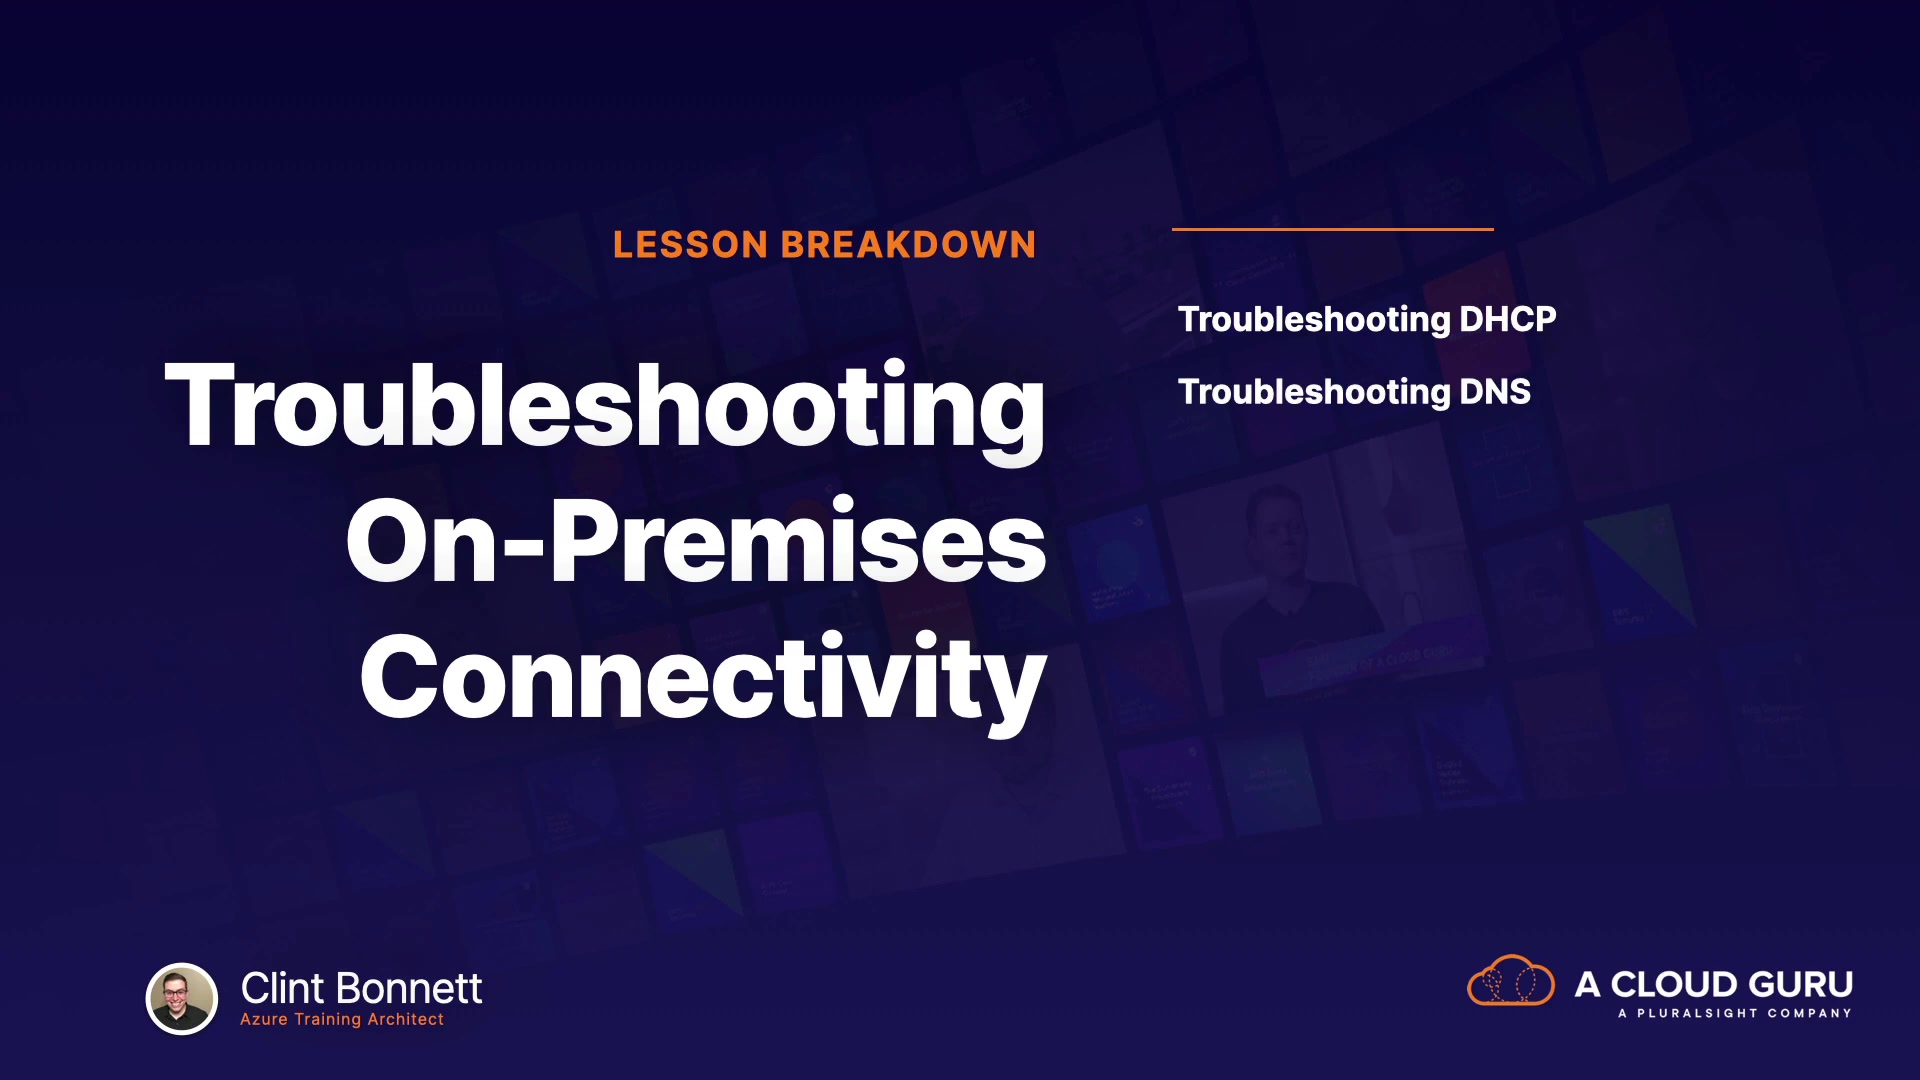 LESSON BREAKDOWN
Troubleshooting
On-Premises
Connectivity
Troubleshooting DHCP
Troubleshooting DNS
Clint Bonnett
Azure Training Architect
A CLOUD GURU
A PLURALSIGHT COMPANY